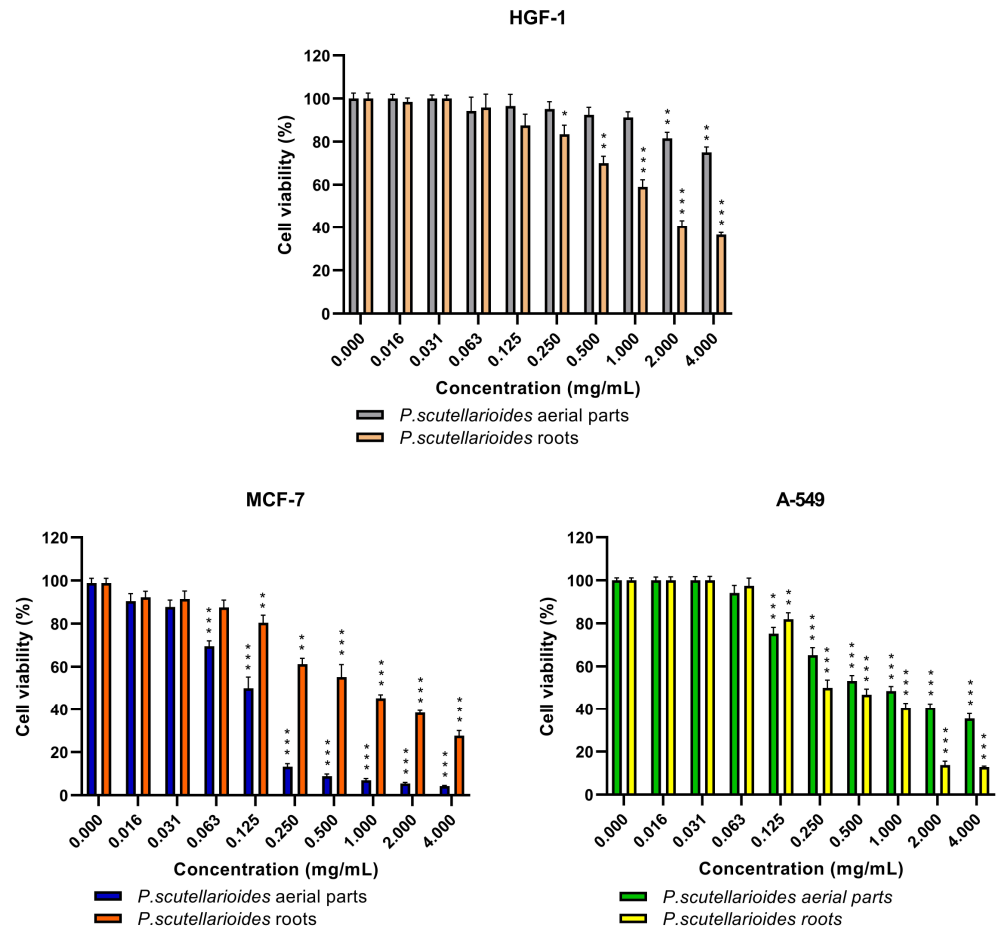 HGF-1
120
100
80
60
40
20
0
Cell viability (%)
* ** *** *** *** ** **
0.000 0.016 0.031 0.063 0.125 0.250 0.500 1.000 2.000 4.000
Concentration (mg/mL)
P.scutellarioides aerial parts
P.scutellarioides roots
MCF-7
120
100
80
60
40
20
0
Cell viability (%)
*** *** ** *** ** *** *** *** *** *** *** *** ***
0.000 0.016 0.031 0.063 0.125 0.250 0.500 1.000 2.000 4.000
Concentration (mg/mL)
P.scutellarioides aerial parts
P.scutellarioides roots
A-549
120
100
80
60
40
20
0
Cell viability (%)
*** ** *** *** *** *** *** *** *** *** *** ***
0.000 0.016 0.031 0.063 0.125 0.250 0.500 1.000 2.000 4.000
Concentration (mg/mL)
P.scutellarioides aerial parts
P.scutellarioides roots